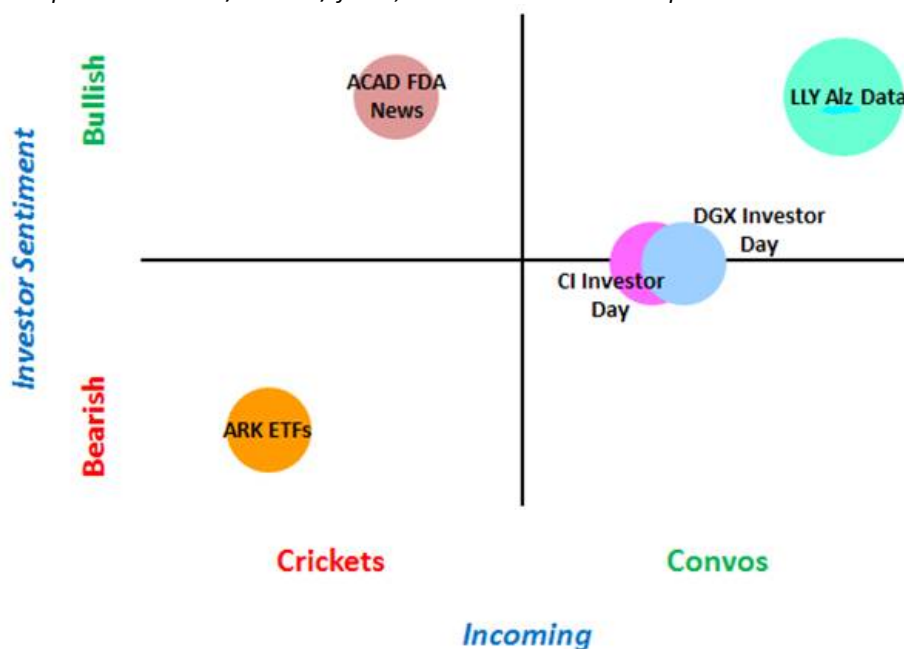 Bullish
ACAD FDA
News
LLY Alz Data
Investor Sentiment
DGX Investor
Day
CI Investor
Day
Bearish
ARK ETFs
Crickets
Convos
Incoming